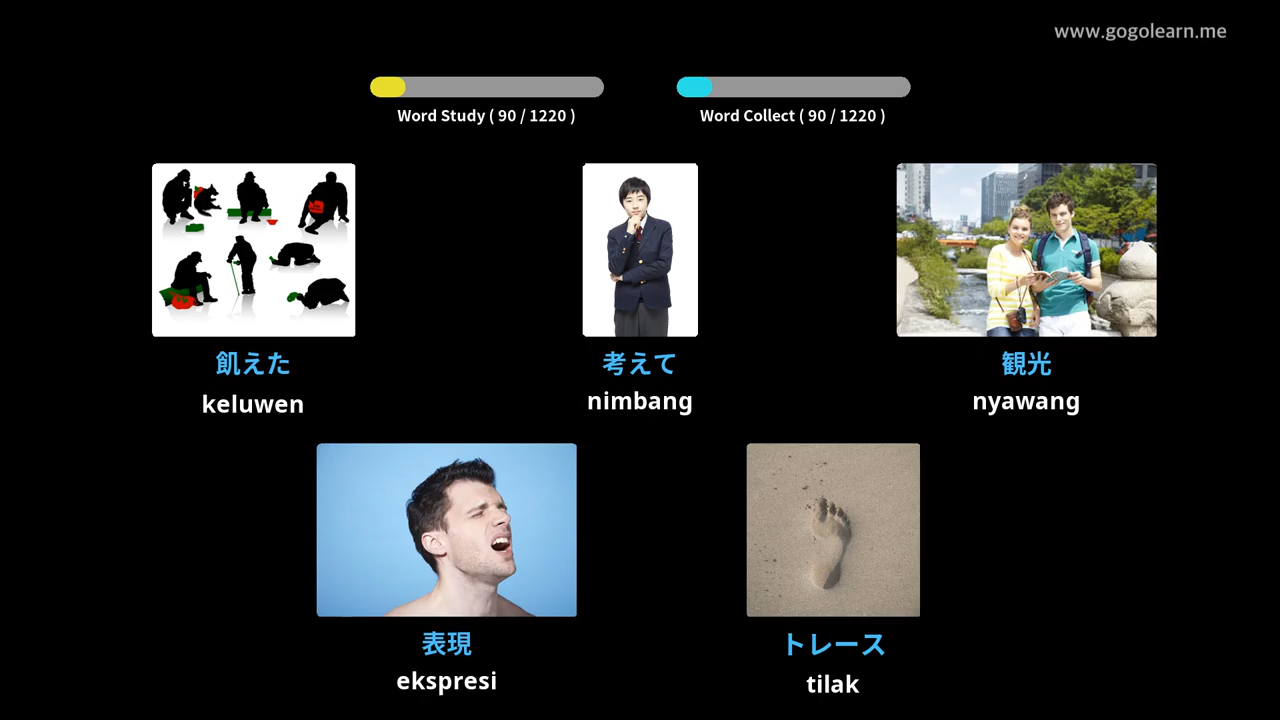 www.gogolearn.me
Word Study ( 90 / 1220 )
Word Collect ( 90 / 1220 )
飢えた
keluwen
考えて
nimbang
観光
nyawang
表現
ekspresi
トレース
tilak